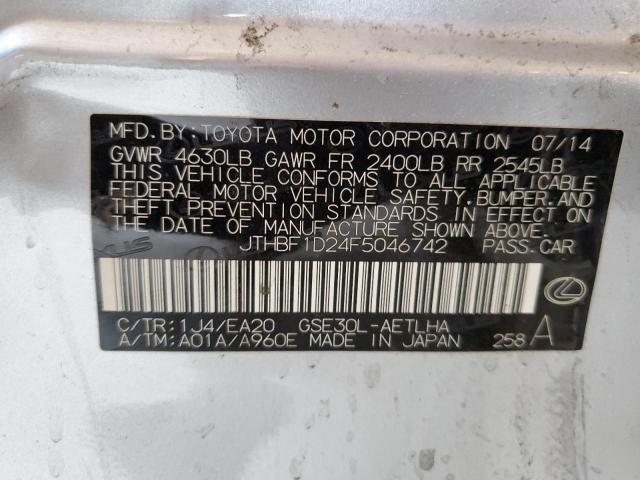 MFD.BY:TOYOTA MOTOR CORPORATION 07/14
GVWR 4630LB GAWR FR 2400LB RR 2545LB
THIS VEHICLE CONFORMS TO ALL APPLICABLE
FEDERAL MOTOR VEHICLE SAFETY,BUMPER,AND
THEFT PREVENTION STANDARDS IN EFFECT ON
THE DATE OF MANUFACTURE SHOWN ABOVE.
JTHBF1D24F5046742 PASS.CAR
C/TR:1J4/EA20 GSE30L-AETLHA
A/TM:A01A/A960E MADE IN JAPAN 258 A